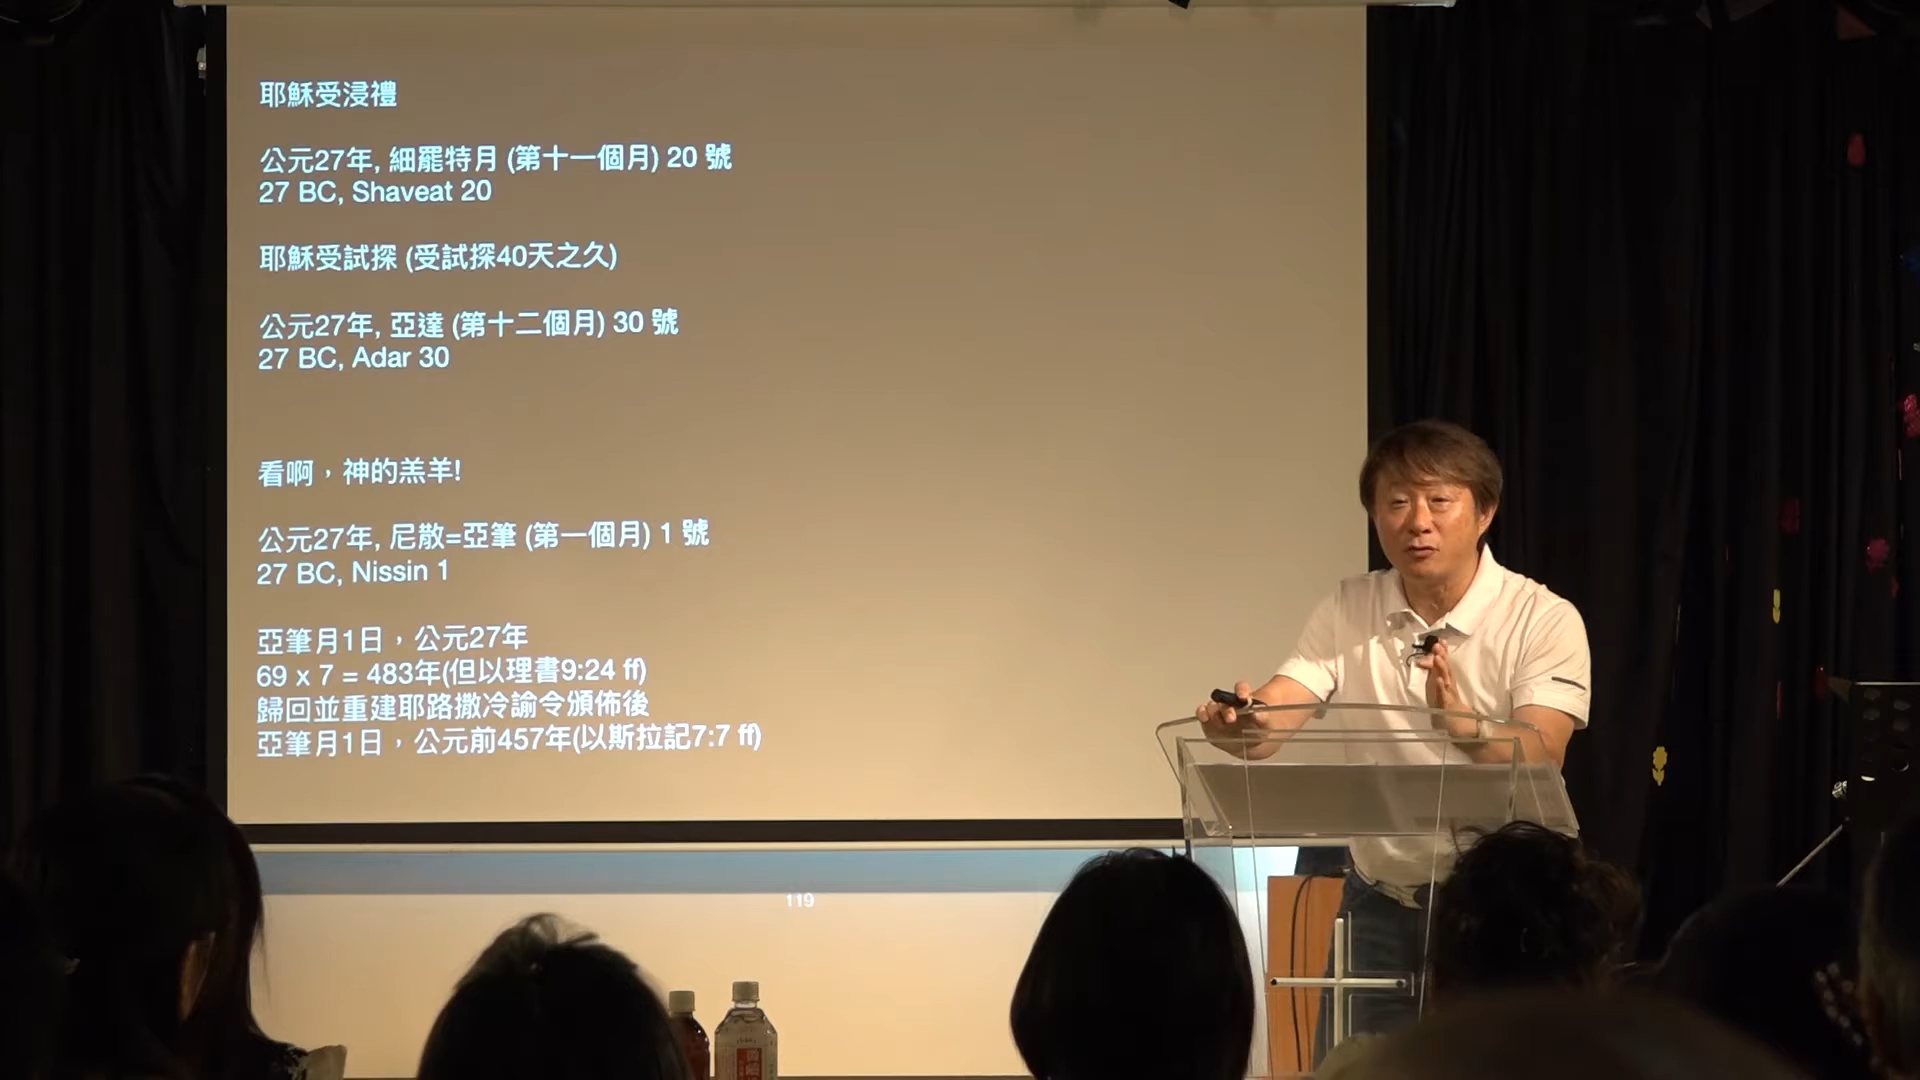 耶穌受浸禮
公元27年, 細罷特月 (第十一個月) 20 號
27 BC, Shaveat 20
耶穌受試探 (受試探40天之久)
公元27年, 亞達 (第十二個月) 30 號
27 BC, Adar 30
看啊，神的羔羊!
公元27年, 尼散=亞筆 (第一個月) 1 號
27 BC, Nissin 1
亞筆月1日，公元27年
69 x 7 = 483年(但以理書9:24 ff)
歸回並重建耶路撒冷諭令頒佈後
亞筆月1日，公元前457年(以斯拉記7:7 ff)
119